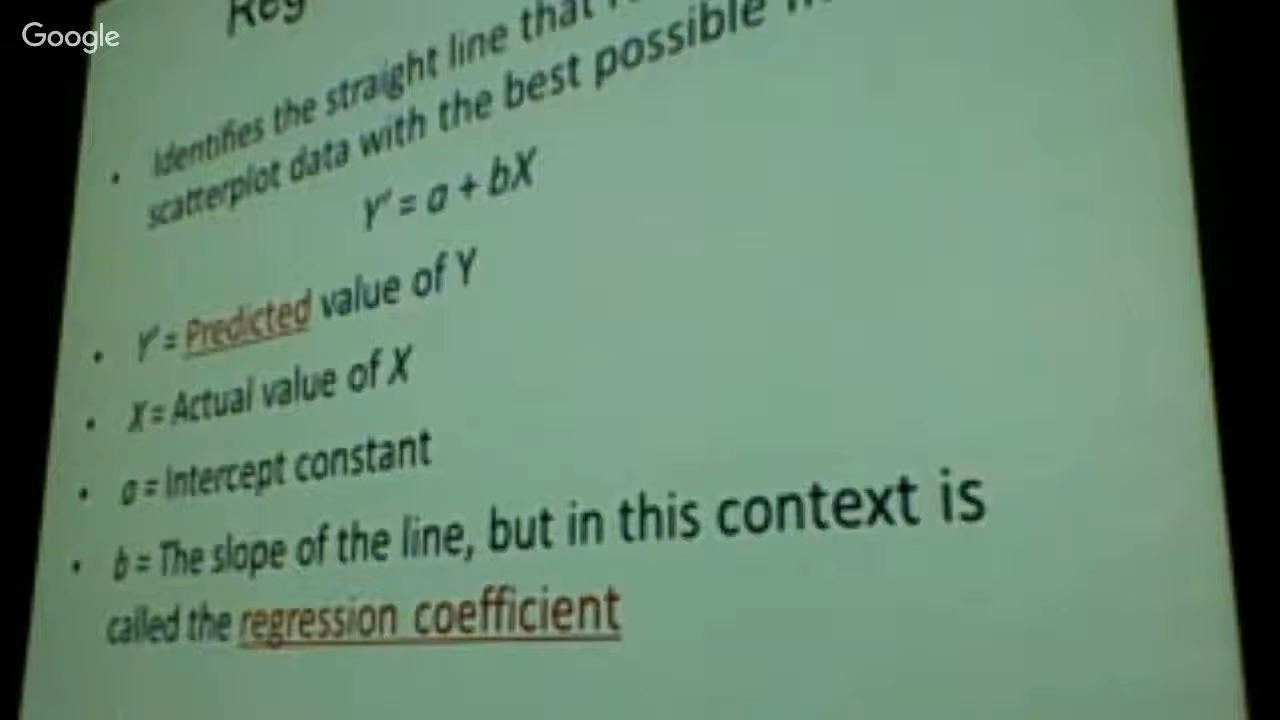 Google
Reg
• Identifies the straight line that
scatterplot data with the best possible
Y' = a + bX
• Y' = Predicted value of Y
• X = Actual value of X
• a = Intercept constant
• b = The slope of the line, but in this context is
called the regression coefficient